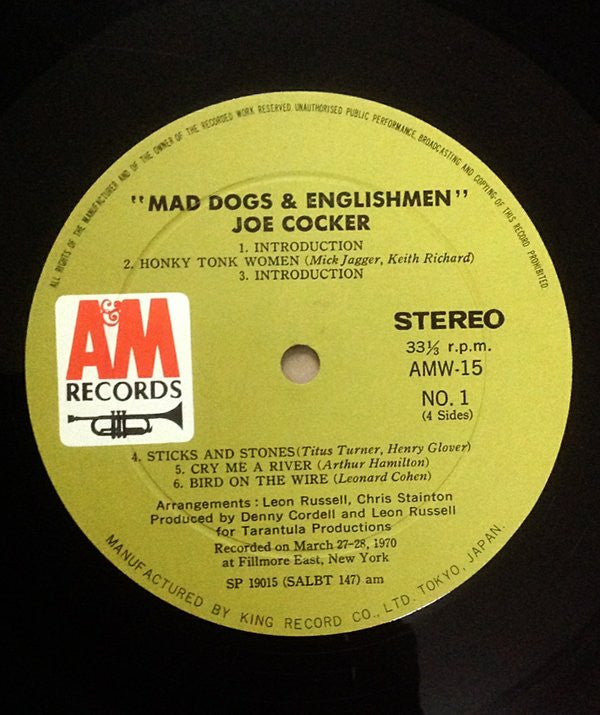 ALL RIGHTS OF THE MANUFACTURER AND OF THE OWNER OF THE RECORDED WORK RESERVED. UNAUTHORISED PUBLIC PERFORMANCE, BROADCASTING AND COPYING OF THIS RECORD PROHIBITED.
"MAD DOGS & ENGLISHMEN"
JOE COCKER
1. INTRODUCTION
2. HONKY TONK WOMEN (Mick Jagger, Keith Richard)
3. INTRODUCTION
A&M
RECORDS
STEREO
33⅓ r.p.m.
AMW-15
NO. 1
(4 Sides)
4. STICKS AND STONES (Titus Turner, Henry Glover)
5. CRY ME A RIVER (Arthur Hamilton)
6. BIRD ON THE WIRE (Leonard Cohen)
Arrangements : Leon Russell, Chris Stainton
Produced by Denny Cordell and Leon Russell
for Tarantula Productions
Recorded on March 27-28, 1970
at Fillmore East, New York
SP 19015 (SALBT 147) am
MANUFACTURED BY KING RECORD CO., LTD. TOKYO, JAPAN.